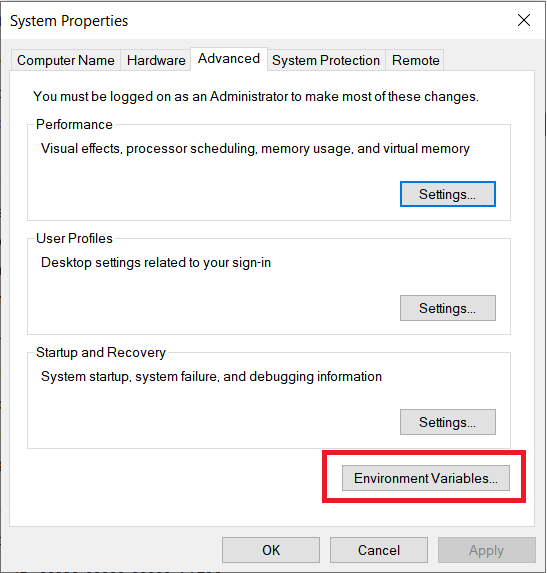 System Properties
Computer Name Hardware Advanced System Protection Remote
You must be logged on as an Administrator to make most of these changes.
Performance
Visual effects, processor scheduling, memory usage, and virtual memory
Settings...
User Profiles
Desktop settings related to your sign-in
Settings...
Startup and Recovery
System startup, system failure, and debugging information
Settings...
Environment Variables...
OK Cancel Apply